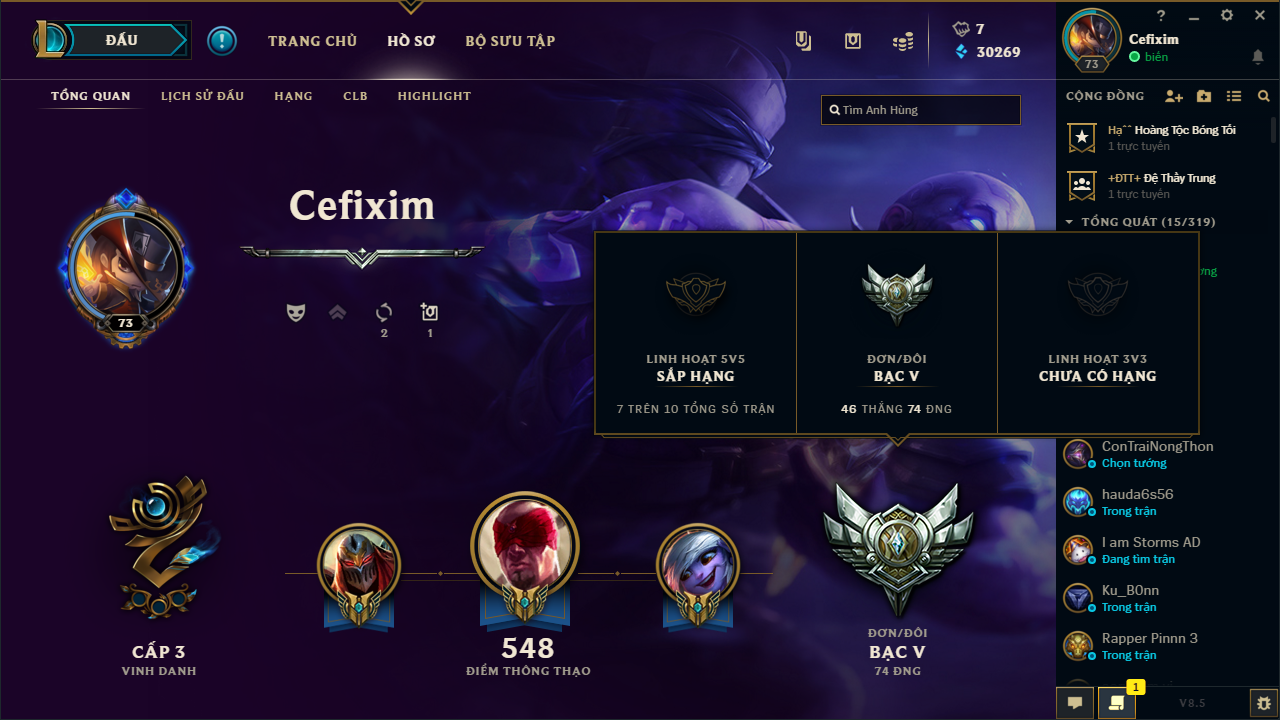 ĐẤU
TRANG CHỦ
HỒ SƠ
BỘ SƯU TẬP
7
30269
?
Cefixim
biến
73
TỔNG QUAN
LỊCH SỬ ĐẤU
HẠNG
CLB
HIGHLIGHT
Tìm Anh Hùng
CỘNG ĐỒNG
Hạˆˆ Hoàng Tộc Bóng Tối
1 trực tuyến
+ĐTT+ Đệ Thầy Trung
1 trực tuyến
TỔNG QUÁT (15/319)
Cefixim
73
2
1
LINH HOẠT 5V5
SẮP HẠNG
7 TRÊN 10 TỔNG SỐ TRẬN
ĐƠN/ĐÔI
BẠC V
46 THẮNG 74 ĐNG
LINH HOẠT 3V3
CHƯA CÓ HẠNG
ConTraiNongThon
Chọn tướng
hauda6s56
Trong trận
I am Storms AD
Đang tìm trận
Ku_B0nn
Trong trận
Rapper Pinnn 3
Trong trận
CẤP 3
VINH DANH
548
ĐIỂM THÔNG THẠO
ĐƠN/ĐÔI
BẠC V
74 ĐNG
1
V8.5